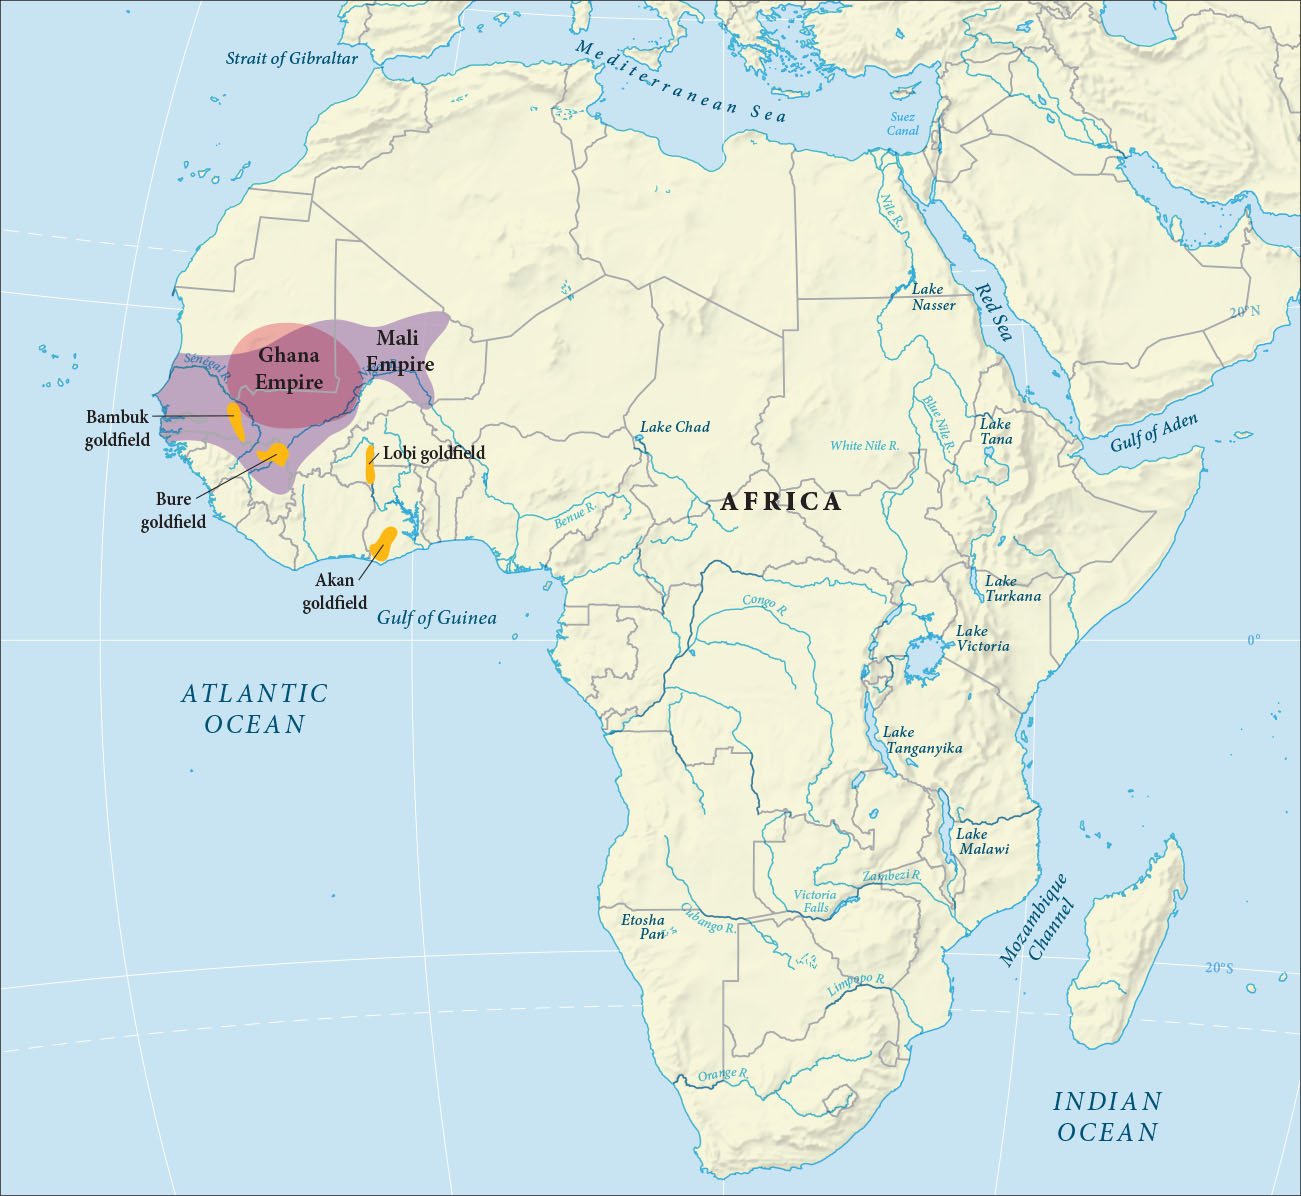 Strait of Gibraltar
Mediterranean Sea
Suez
Canal
Nile R.
Lake
Nasser
Red Sea
20°N
Ghana
Empire
Mali
Empire
Sénégal R.
Bambuk
goldfield
Lobi goldfield
Bure
goldfield
Akan
goldfield
Gulf of Guinea
Lake Chad
White Nile R.
Blue Nile R.
Lake
Tana
Gulf of Aden
AFRICA
Benue R.
Lake
Turkana
Congo R.
Lake
Victoria
0°
ATLANTIC
OCEAN
Lake
Tanganyika
Lake
Malawi
Zambezi R.
Victoria
Falls
Mozambique
Channel
Etosha
Pan
Cubango R.
20°S
Limpopo R.
Orange R.
INDIAN
OCEAN